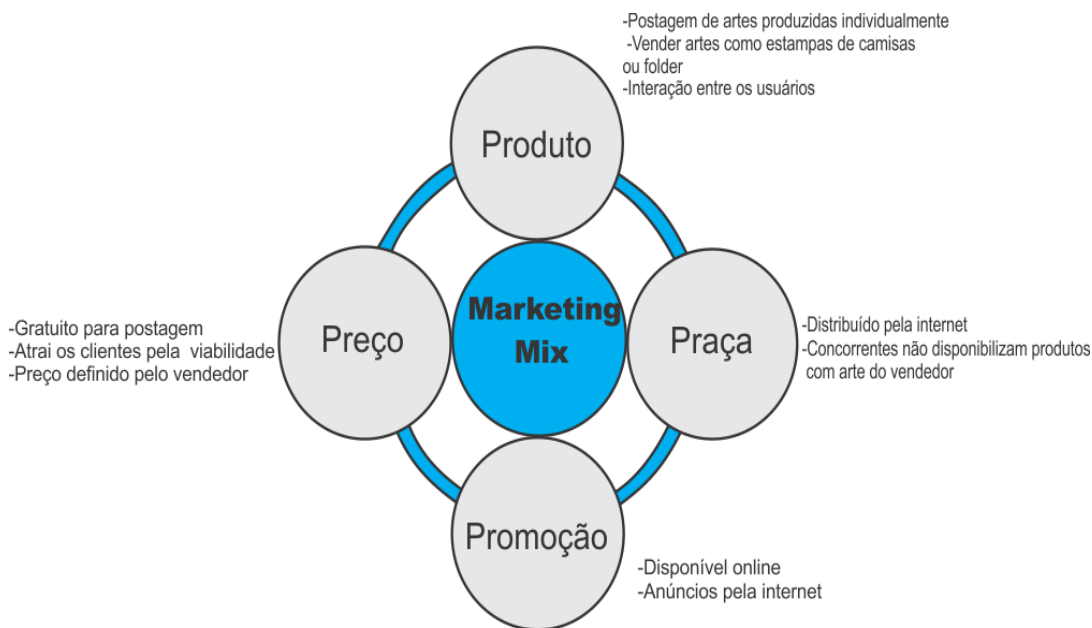 -Postagem de artes produzidas individualmente
-Vender artes como estampas de camisas
ou folder
-Interação entre os usuários
Produto
Marketing
Mix
Preço
-Gratuito para postagem
-Atrai os clientes pela viabilidade
-Preço definido pelo vendedor
Praça
-Distribuído pela internet
-Concorrentes não disponibilizam produtos
com arte do vendedor
Promoção
-Disponível online
-Anúncios pela internet